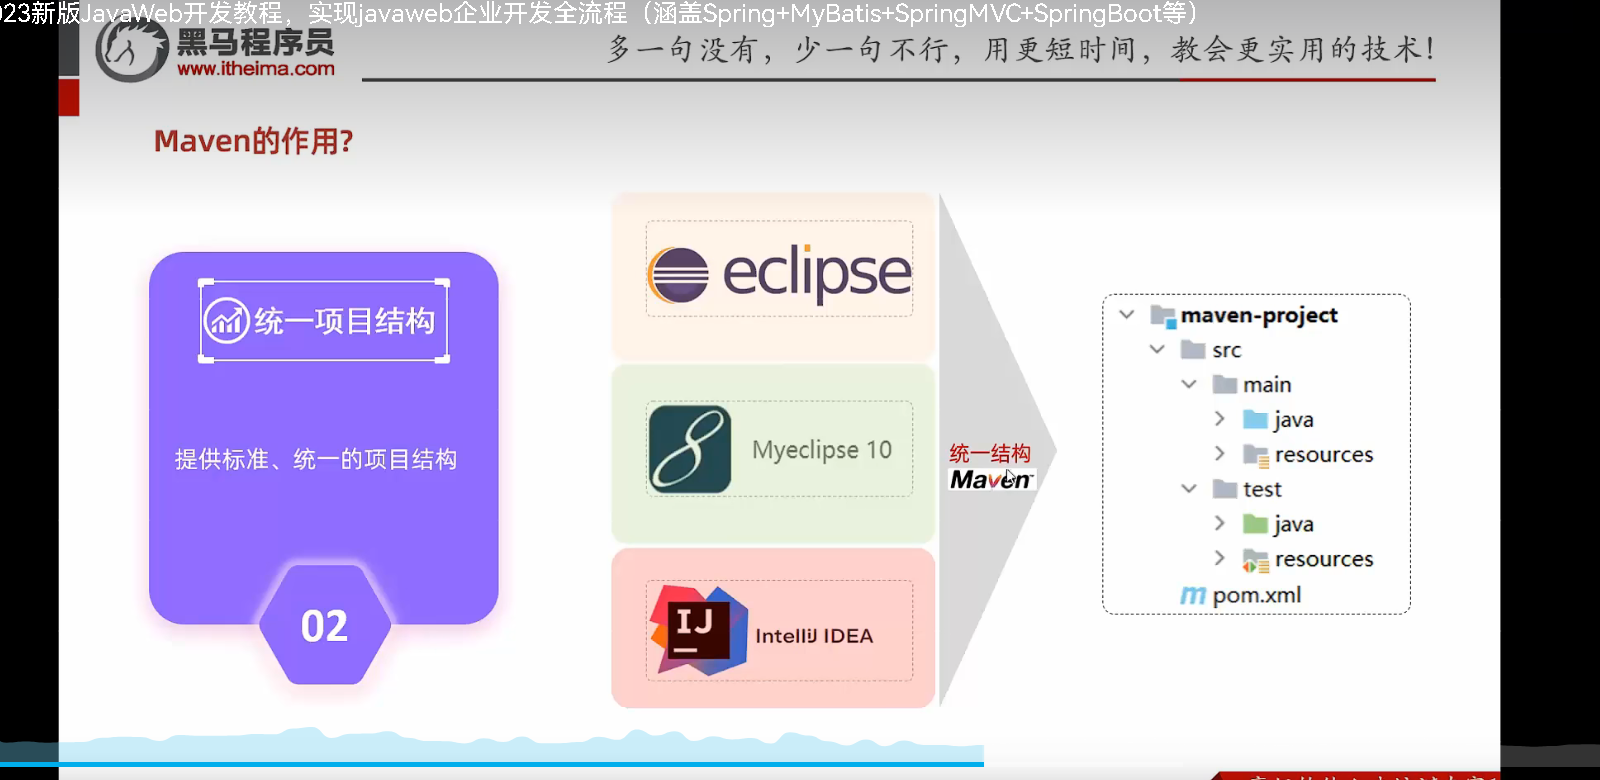 023新版JavaWeb开发教程，实现javaweb企业开发全流程（涵盖Spring+MyBatis+SpringMVC+SpringBoot等）
黑马程序员
www.itheima.com
多一句没有，少一句不行，用更短时间，教会更实用的技术！
Maven的作用?
统一项目结构
提供标准、统一的项目结构
02
eclipse
Myeclipse 10
IJ
IntelliJ IDEA
统一结构
Maven
maven-project
src
main
java
resources
test
java
resources
pom.xml